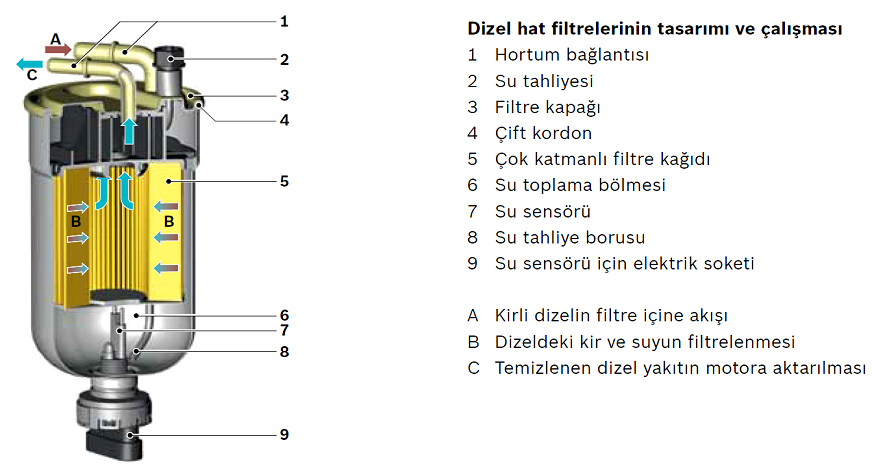 1
A
2
C
3
4
5
B
B
6
7
8
9
Dizel hat filtrelerinin tasarımı ve çalışması
1 Hortum bağlantısı
2 Su tahliyesi
3 Filtre kapağı
4 Çift kordon
5 Çok katmanlı filtre kağıdı
6 Su toplama bölmesi
7 Su sensörü
8 Su tahliye borusu
9 Su sensörü için elektrik soketi
A Kirli dizelin filtre içine akışı
B Dizeldeki kir ve suyun filtrelenmesi
C Temizlenen dizel yakıtın motora aktarılması